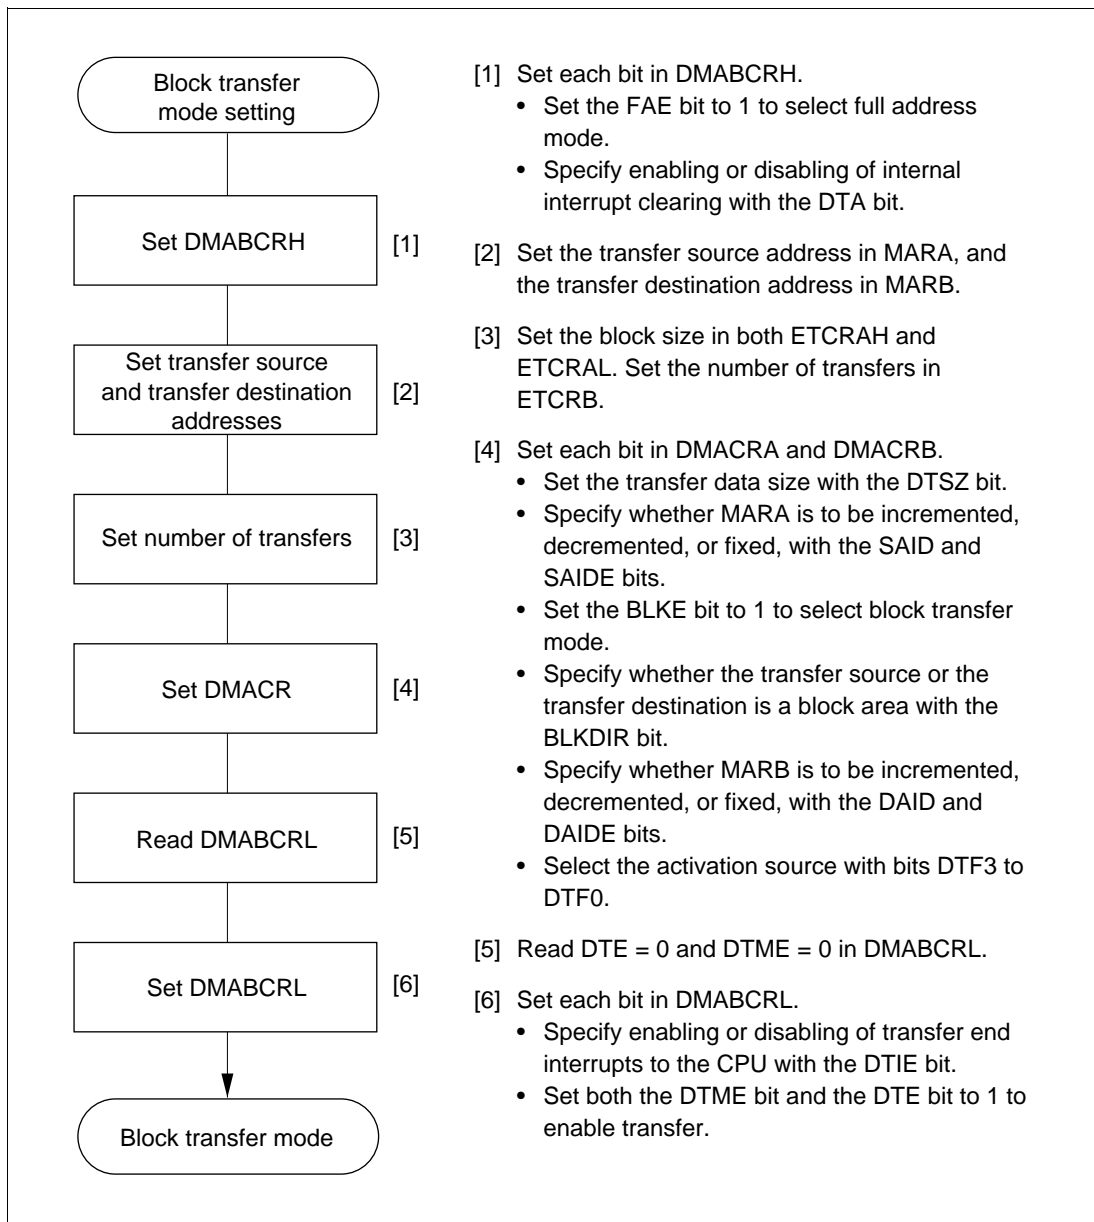 Block transfer
mode setting
Set DMABCRH
[1]
Set transfer source
and transfer destination
addresses
[2]
Set number of transfers
[3]
Set DMACR
[4]
Read DMABCRL
[5]
Set DMABCRL
[6]
Block transfer mode
[1] Set each bit in DMABCRH.
• Set the FAE bit to 1 to select full address
mode.
• Specify enabling or disabling of internal
interrupt clearing with the DTA bit.
[2] Set the transfer source address in MARA, and
the transfer destination address in MARB.
[3] Set the block size in both ETCRAH and
ETCRAL. Set the number of transfers in
ETCRB.
[4] Set each bit in DMACRA and DMACRB.
• Set the transfer data size with the DTSZ bit.
• Specify whether MARA is to be incremented,
decremented, or fixed, with the SAID and
SAIDE bits.
• Set the BLKE bit to 1 to select block transfer
mode.
• Specify whether the transfer source or the
transfer destination is a block area with the
BLKDIR bit.
• Specify whether MARB is to be incremented,
decremented, or fixed, with the DAID and
DAIDE bits.
• Select the activation source with bits DTF3 to
DTF0.
[5] Read DTE = 0 and DTME = 0 in DMABCRL.
[6] Set each bit in DMABCRL.
• Specify enabling or disabling of transfer end
interrupts to the CPU with the DTIE bit.
• Set both the DTME bit and the DTE bit to 1 to
enable transfer.